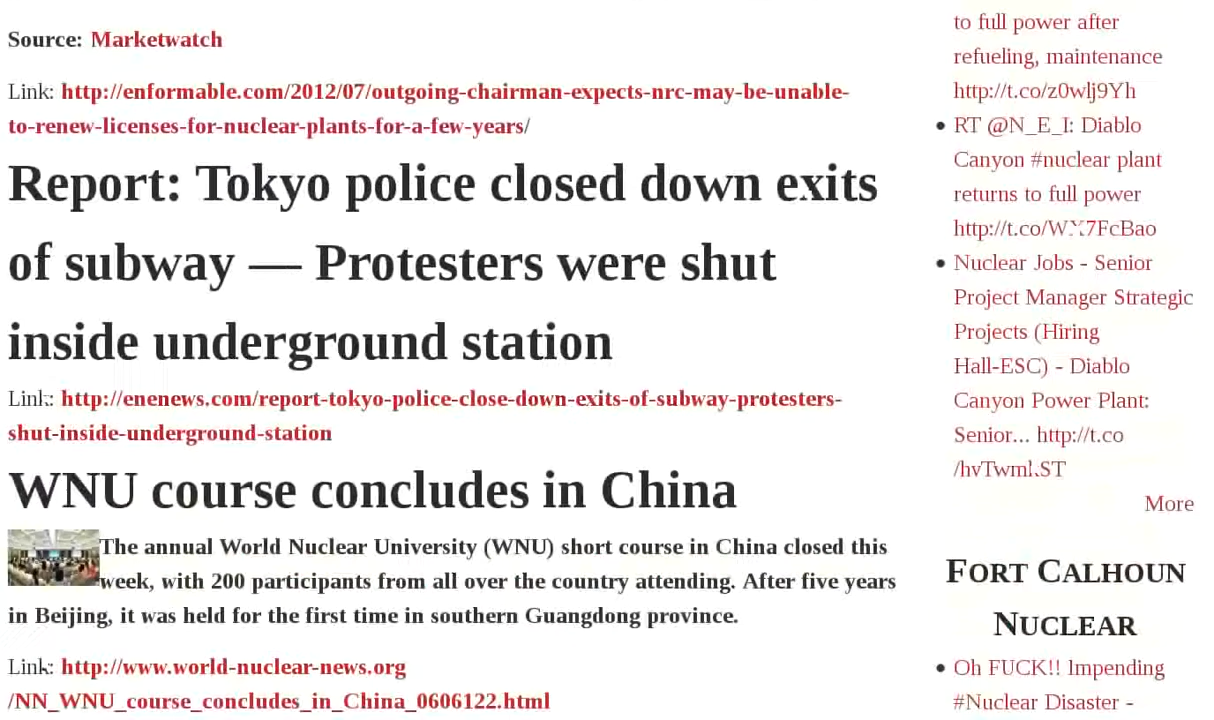 Source: Marketwatch
Link: http://enformable.com/2012/07/outgoing-chairman-expects-nrc-may-be-unable-
to-renew-licenses-for-nuclear-plants-for-a-few-years/
Report: Tokyo police closed down exits
of subway — Protesters were shut
inside underground station
Link: http://enenews.com/report-tokyo-police-close-down-exits-of-subway-protesters-
shut-inside-underground-station
WNU course concludes in China
The annual World Nuclear University (WNU) short course in China closed this
week, with 200 participants from all over the country attending. After five years
in Beijing, it was held for the first time in southern Guangdong province.
Link: http://www.world-nuclear-news.org
/NN_WNU_course_concludes_in_China_0606122.html
to full power after
refueling, maintenance
http://t.co/z0wlj9Yh
• RT @N_E_I: Diablo
Canyon #nuclear plant
returns to full power
http://t.co/WX7FcBao
• Nuclear Jobs - Senior
Project Manager Strategic
Projects (Hiring
Hall-ESC) - Diablo
Canyon Power Plant:
Senior... http://t.co
More
FORT CALHOUN
NUCLEAR
• Oh FUCK!! Impending
#Nuclear Disaster -